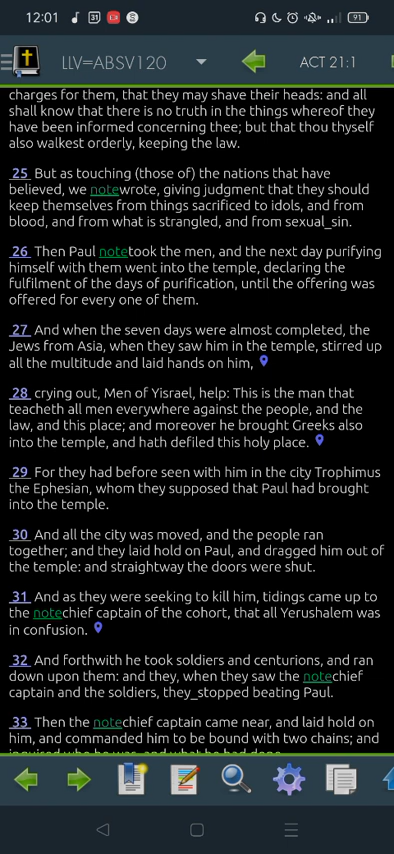 12:01 31 91
LLV=ABSV120 ACT 21:1
charges for them, that they may shave their heads: and all
shall know that there is no truth in the things whereof they
have been informed concerning thee; but that thou thyself
also walkest orderly, keeping the law.
25 But as touching (those of) the nations that have
believed, we notewrote, giving judgment that they should
keep themselves from things sacrificed to idols, and from
blood, and from what is strangled, and from sexual_sin.
26 Then Paul notetook the men, and the next day purifying
himself with them went into the temple, declaring the
fulfilment of the days of purification, until the offering was
offered for every one of them.
27 And when the seven days were almost completed, the
Jews from Asia, when they saw him in the temple, stirred up
all the multitude and laid hands on him,
28 crying out, Men of Yisrael, help: This is the man that
teacheth all men everywhere against the people, and the
law, and this place; and moreover he brought Greeks also
into the temple, and hath defiled this holy place.
29 For they had before seen with him in the city Trophimus
the Ephesian, whom they supposed that Paul had brought
into the temple.
30 And all the city was moved, and the people ran
together; and they laid hold on Paul, and dragged him out of
the temple: and straightway the doors were shut.
31 And as they were seeking to kill him, tidings came up to
the notechief captain of the cohort, that all Yerushalem was
in confusion.
32 And forthwith he took soldiers and centurions, and ran
down upon them: and they, when they saw the notechief
captain and the soldiers, they_stopped beating Paul.
33 Then the notechief captain came near, and laid hold on
him, and commanded him to be bound with two chains; and
inquired who he was, and what he had done.